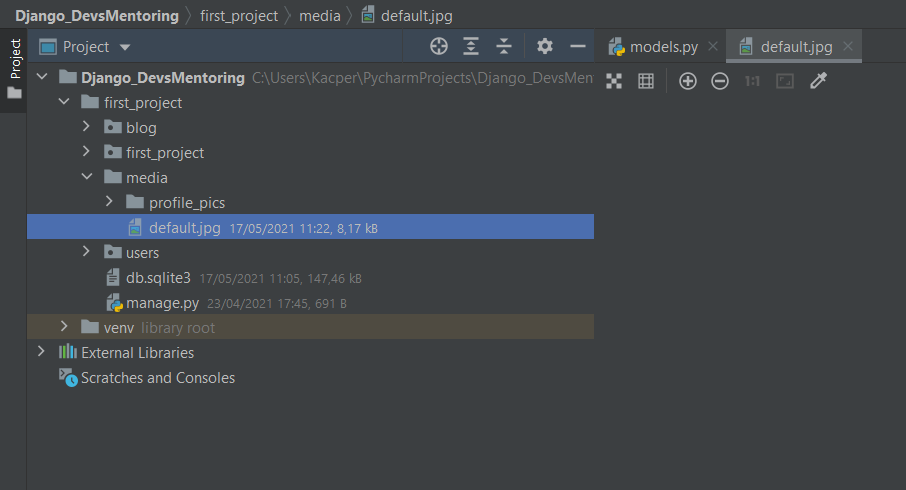 Django_DevsMentoring 〉 first_project 〉 media 〉 default.jpg
Project
Project
models.py
default.jpg
Django_DevsMentoring C:\Users\Kacper\PycharmProjects\Django_DevsMen
1:1
first_project
blog
first_project
media
profile_pics
default.jpg 17/05/2021 11:22, 8,17 kB
users
db.sqlite3 17/05/2021 11:05, 147,46 kB
manage.py 23/04/2021 17:45, 691 B
venv library root
External Libraries
Scratches and Consoles